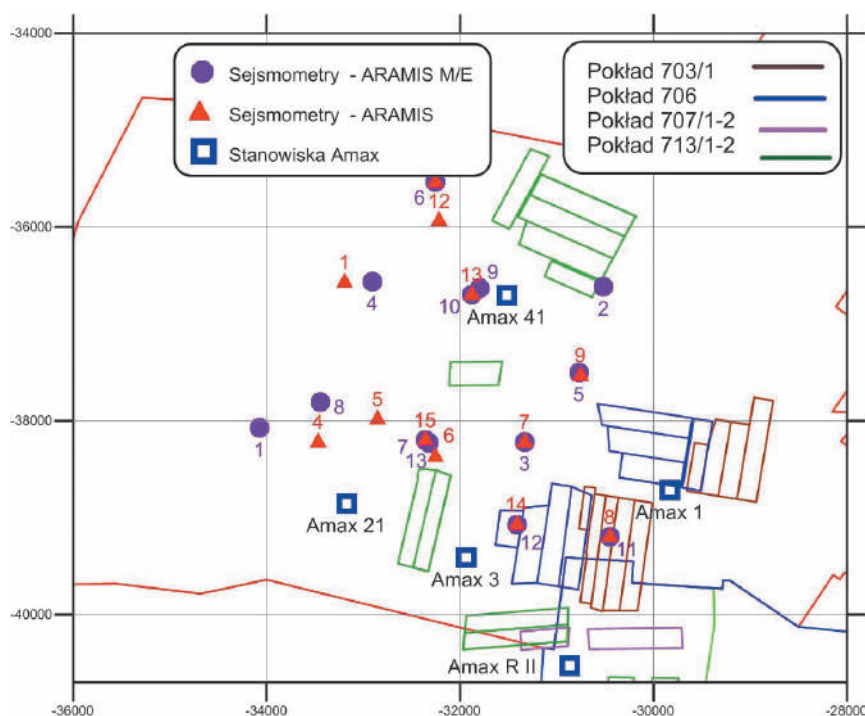 -34000
Sejsmometry - ARAMIS M/E
Sejsmometry - ARAMIS
Stanowiska Amax
Pokład 703/1
Pokład 706
Pokład 707/1-2
Pokład 713/1-2
6
12
-36000
1
4
13
9
10
Amax 41
2
9
5
5
8
-38000
1
4
15
6
7
13
7
3
Amax 21
14
12
8
11
Amax 1
Amax 3
-40000
Amax R II
-36000
-34000
-32000
-30000
-28000